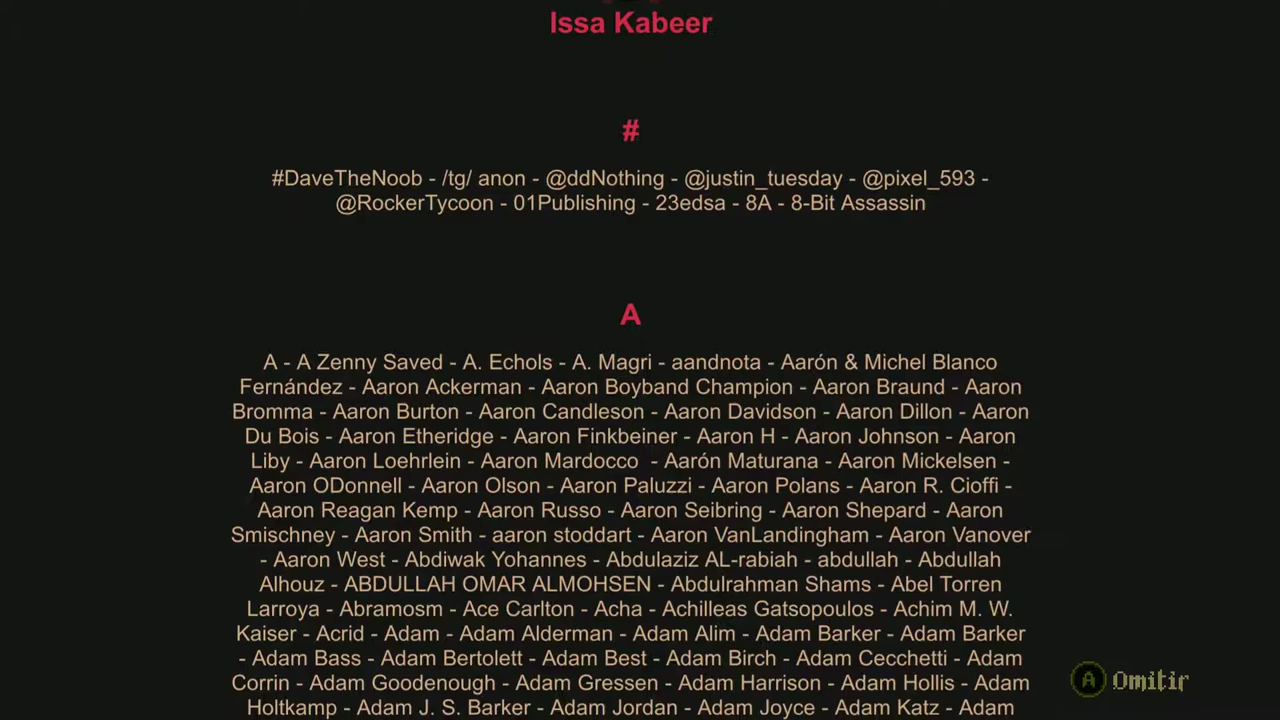 Issa Kabeer
#
#DaveTheNoob - /tg/ anon - @ddNothing - @justin_tuesday - @pixel_593 -
@RockerTycoon - 01Publishing - 23edsa - 8A - 8-Bit Assassin
A
A - A Zenny Saved - A. Echols - A. Magri - aandnota - Aarón & Michel Blanco
Fernández - Aaron Ackerman - Aaron Boyband Champion - Aaron Braund - Aaron
Bromma - Aaron Burton - Aaron Candleson - Aaron Davidson - Aaron Dillon - Aaron
Du Bois - Aaron Etheridge - Aaron Finkbeiner - Aaron H - Aaron Johnson - Aaron
Liby - Aaron Loehrlein - Aaron Mardocco  - Aarón Maturana - Aaron Mickelsen -
Aaron ODonnell - Aaron Olson - Aaron Paluzzi - Aaron Polans - Aaron R. Cioffi -
Aaron Reagan Kemp - Aaron Russo - Aaron Seibring - Aaron Shepard - Aaron
Smischney - Aaron Smith - aaron stoddart - Aaron VanLandingham - Aaron Vanover
- Aaron West - Abdiwak Yohannes - Abdulaziz AL-rabiah - abdullah - Abdullah
Alhouz - ABDULLAH OMAR ALMOHSEN - Abdulrahman Shams - Abel Torren
Larroya - Abramosm - Ace Carlton - Acha - Achilleas Gatsopoulos - Achim M. W.
Kaiser - Acrid - Adam - Adam Alderman - Adam Alim - Adam Barker - Adam Barker
- Adam Bass - Adam Bertolett - Adam Best - Adam Birch - Adam Cecchetti - Adam
Corrin - Adam Goodenough - Adam Gressen - Adam Harrison - Adam Hollis - Adam
Holtkamp - Adam J. S. Barker - Adam Jordan - Adam Joyce - Adam Katz - Adam
A Omitir